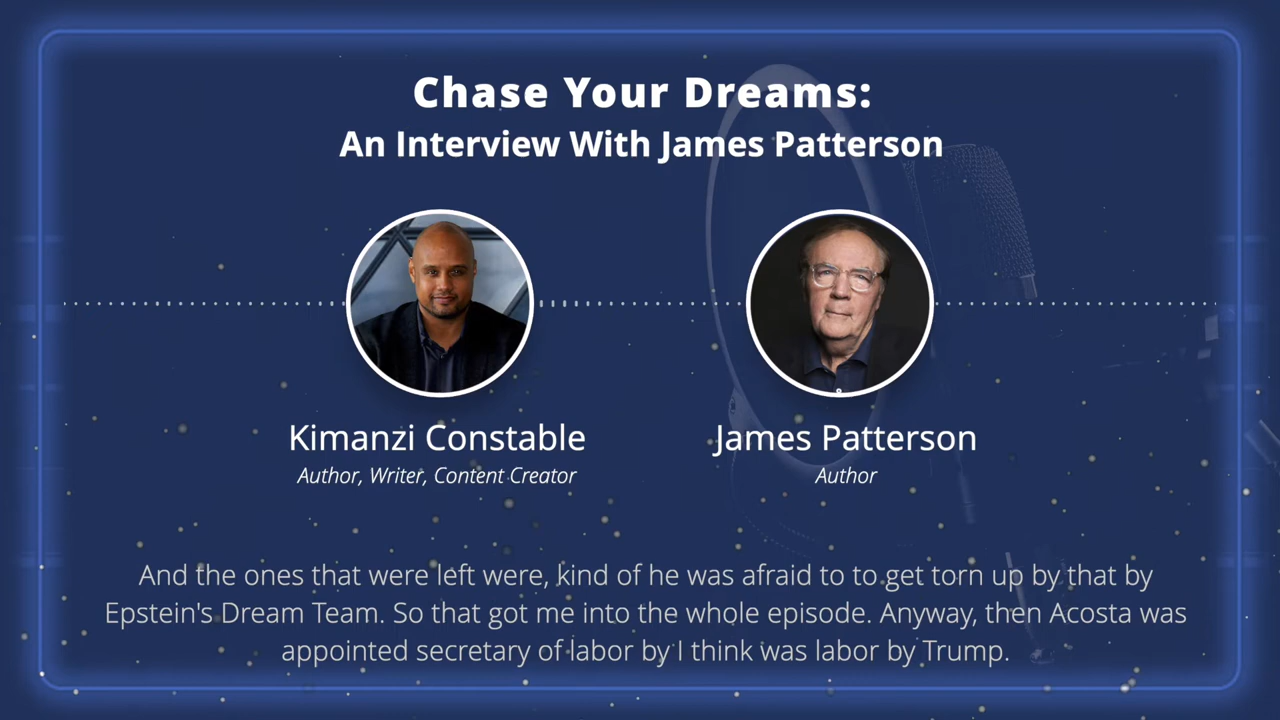 Chase Your Dreams:
An Interview With James Patterson
Kimanzi Constable
James Patterson
Author, Writer, Content Creator
Author
And the ones that were left were, kind of he was afraid to to get torn up by that by
Epstein's Dream Team. So that got me into the whole episode. Anyway, then Acosta was
appointed secretary of labor by I think was labor by Trump.